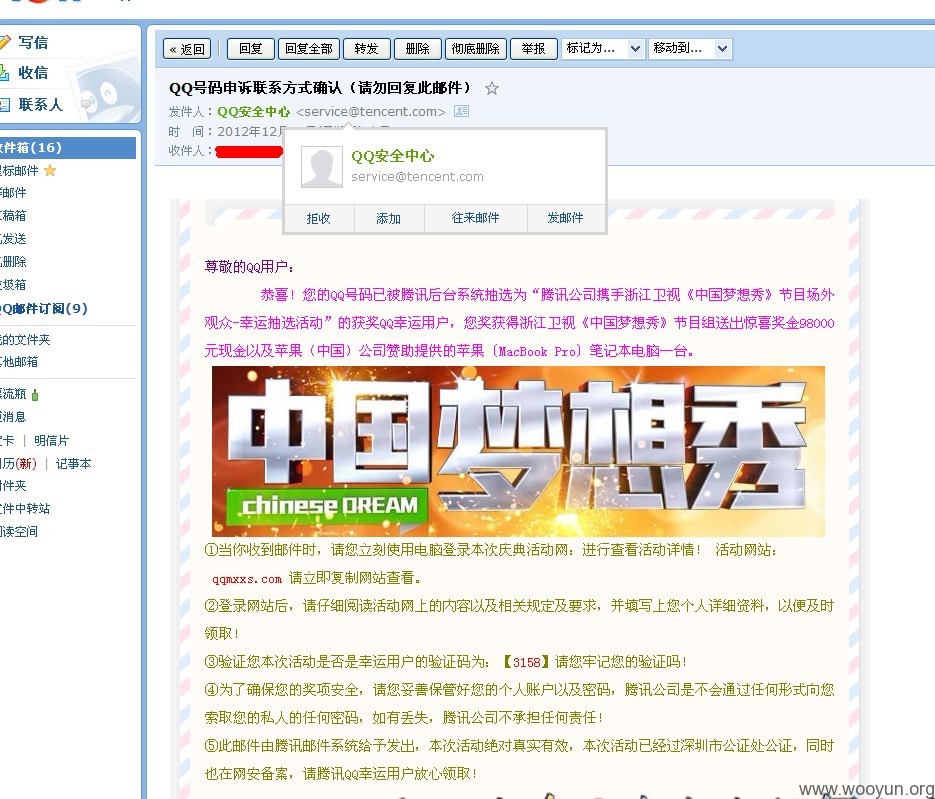 写信
收信
联系人
件箱(16)
标邮件
邮件
稿箱
发送
删除
圾箱
QQ邮件订阅(9)
的文件夹
他邮箱
流瓶
消息
卡 | 明信片
历(新) | 记事本
件夹
件中转站
读空间
« 返回 回复 回复全部 转发 删除 彻底删除 举报 标记为... 移动到...
QQ号码申诉联系方式确认（请勿回复此邮件） ☆
发件人：QQ安全中心 <service@tencent.com>
时 间：2012年12月
收件人：
QQ安全中心
service@tencent.com
拒收 添加 往来邮件 发邮件
尊敬的QQ用户：
恭喜！您的QQ号码已被腾讯后台系统抽选为“腾讯公司携手浙江卫视《中国梦想秀》节目场外
观众-幸运抽选活动”的获奖QQ幸运用户，您奖获得浙江卫视《中国梦想秀》节目组送出惊喜奖金98000
元现金以及苹果（中国）公司赞助提供的苹果〔MacBook Pro〕笔记本电脑一台。
中国梦想秀
chinese DREAM
①当你收到邮件时，请您立刻使用电脑登录本次庆典活动网：进行查看活动详情！ 活动网站：
qqmxxs.com 请立即复制网站查看。
②登录网站后，请仔细阅读活动网上的内容以及相关规定及要求，并填写上您个人详细资料，以便及时
领取！
③验证您本次活动是否是幸运用户的验证码为：【3158】请您牢记您的验证吗！
④为了确保您的奖项安全，请您妥善保管好您的个人账户以及密码，腾讯公司是不会通过任何形式向您
索取您的私人的任何密码，如有丢失，腾讯公司不承担任何责任！
⑤此邮件由腾讯邮件系统给予发出，本次活动绝对真实有效，本次活动已经过深圳市公证处公证，同时
也在网安备案，请腾讯QQ幸运用户放心领取！
www.wooyun.org